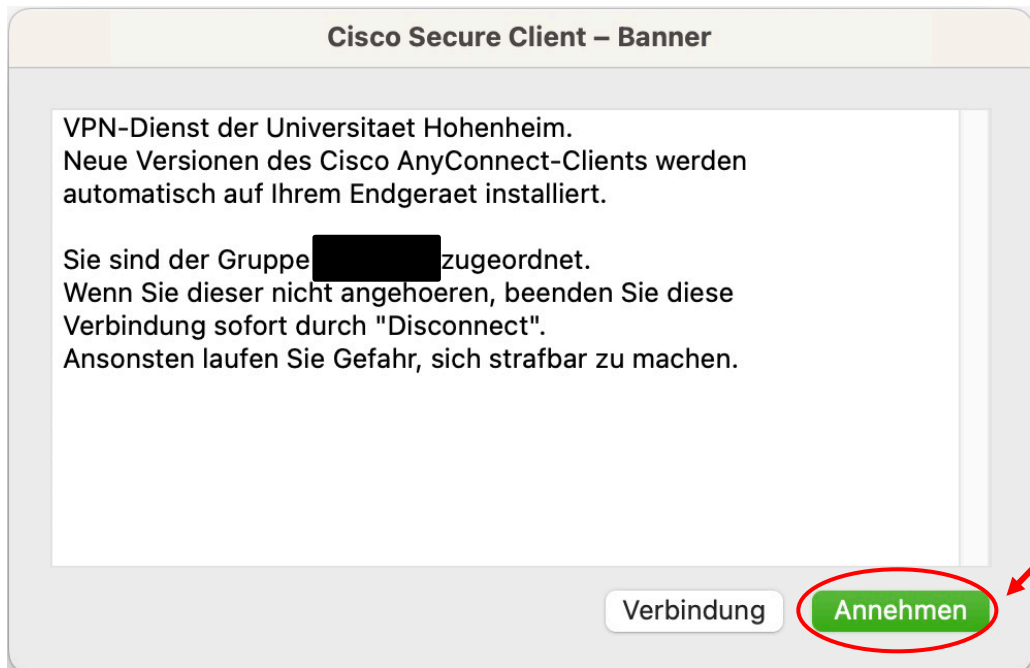 Cisco Secure Client – Banner
VPN-Dienst der Universitaet Hohenheim.
Neue Versionen des Cisco AnyConnect-Clients werden
automatisch auf Ihrem Endgeraet installiert.
Sie sind der Gruppe zugeordnet.
Wenn Sie dieser nicht angehoeren, beenden Sie diese
Verbindung sofort durch "Disconnect".
Ansonsten laufen Sie Gefahr, sich strafbar zu machen.
Verbindung Annehmen